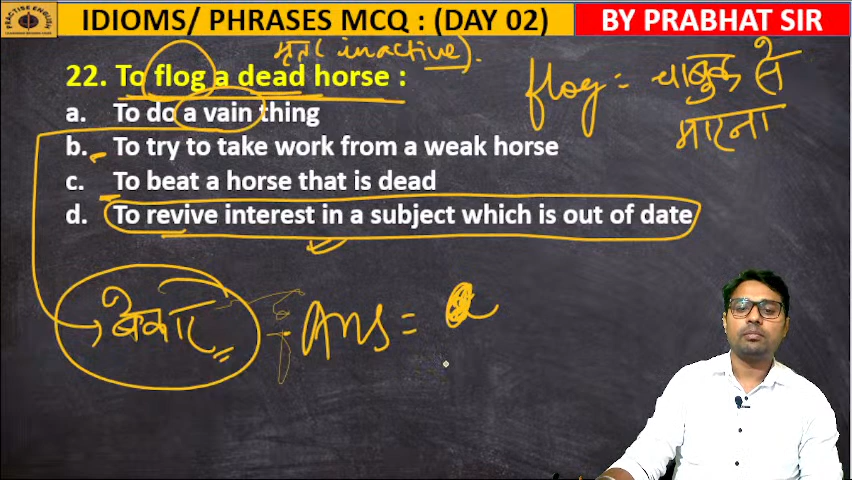 IDIOMS/ PHRASES MCQ : (DAY 02)
BY PRABHAT SIR
मृत (inactive).
22. To flog a dead horse :
flog = चाबुक से
मारना
a. To do a vain thing
b. To try to take work from a weak horse
c. To beat a horse that is dead
d. To revive interest in a subject which is out of date
बेकार
Ans =